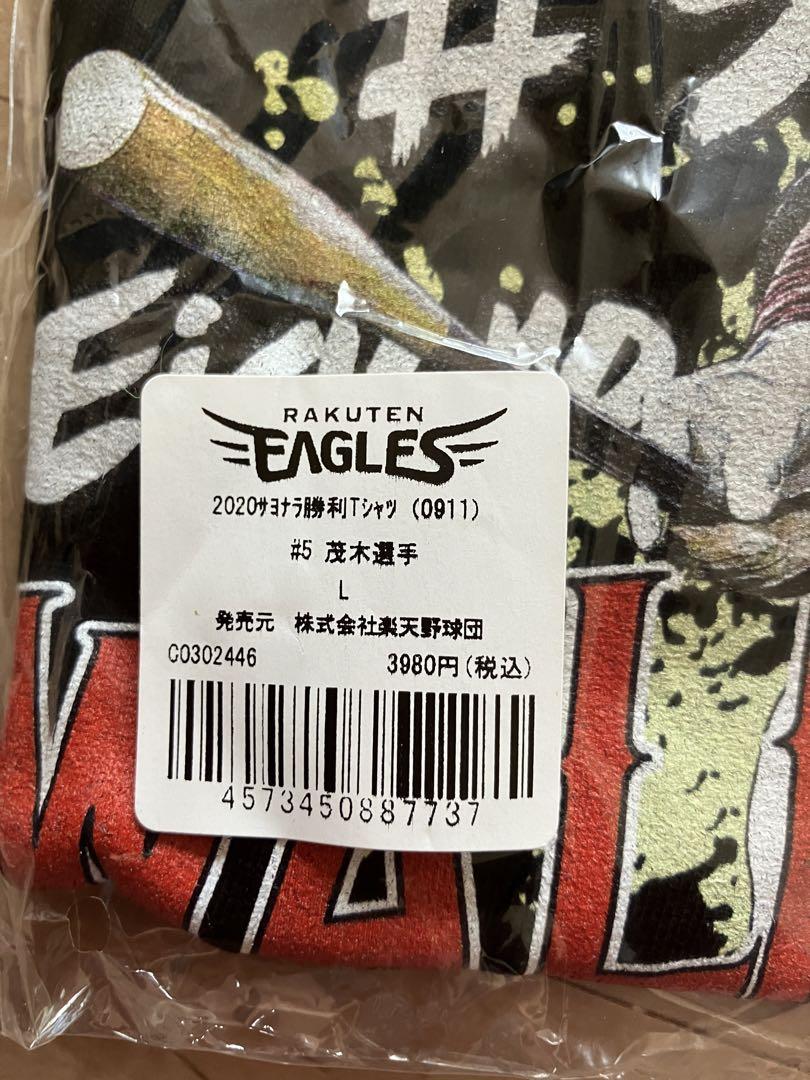 #5
RAKUTEN
EAGLES
2020ｻﾖﾅﾗ勝利Tｼｬﾂ (0911)
#5 茂木選手
L
発売元 株式会社楽天野球団
C0302446 3980円(税込)
4573450887737